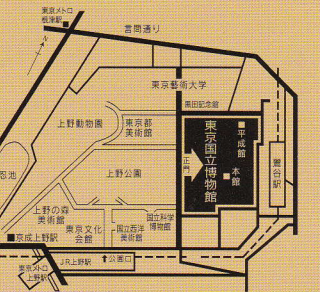 東京メトロ
根津駅
言問通り
N
東京藝術大学
黒田記念館
上野動物園
東京都
美術館
東京国立博物館
平成館
本館
正門
鶯谷駅
忍池
上野公園
上野の森
美術館
京成上野駅
東京文化
会館
国立西洋
美術館
国立科学
博物館
JR上野駅
公園口
東京メトロ
上野駅